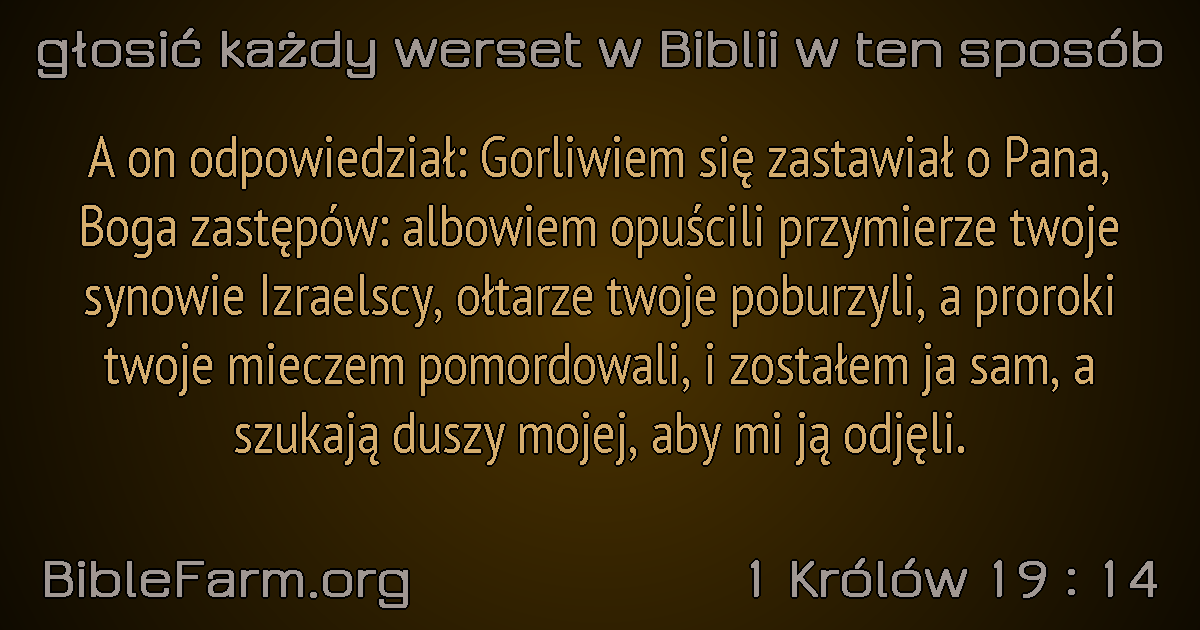 głosić każdy werset w Biblii w ten sposób
A on odpowiedział: Gorliwiem się zastawiał o Pana,
Boga zastępów: albowiem opuścili przymierze twoje
synowie Izraelscy, ołtarze twoje poburzyli, a proroki
twoje mieczem pomordowali, i zostałem ja sam, a
szukają duszy mojej, aby mi ją odjęli.
BibleFarm.org
1 Królów 19 : 14